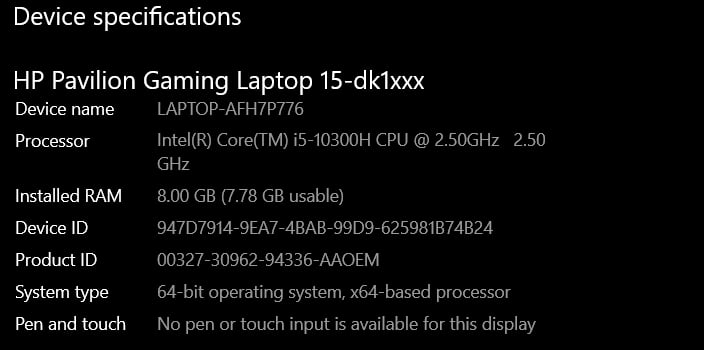 Device specifications
HP Pavilion Gaming Laptop 15-dk1xxx
Device name LAPTOP-AFH7P776
Processor Intel(R) Core(TM) i5-10300H CPU @ 2.50GHz 2.50
GHz
Installed RAM 8.00 GB (7.78 GB usable)
Device ID 947D7914-9EA7-4BAB-99D9-625981B74B24
Product ID 00327-30962-94336-AAOEM
System type 64-bit operating system, x64-based processor
Pen and touch No pen or touch input is available for this display